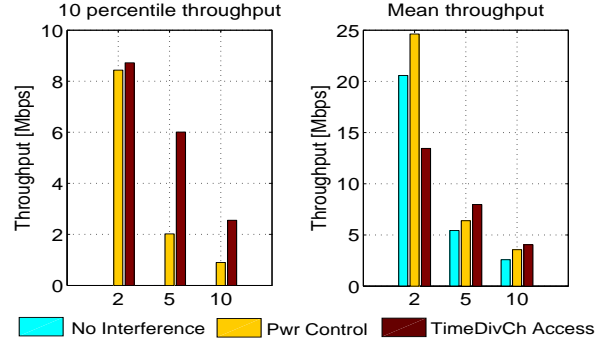 10 percentile throughput
Mean throughput
Throughput [Mbps]
10
8
6
4
2
0
2 5 10
Throughput [Mbps]
25
20
15
10
5
0
2 5 10
No Interference Pwr Control TimeDivCh Access